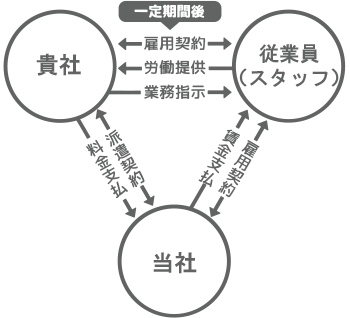 一定期間後
貴社
雇用契約
労働提供
業務指示
従業員
（スタッフ）
派遣契約
料金支払
賃金支払
雇用契約
当社